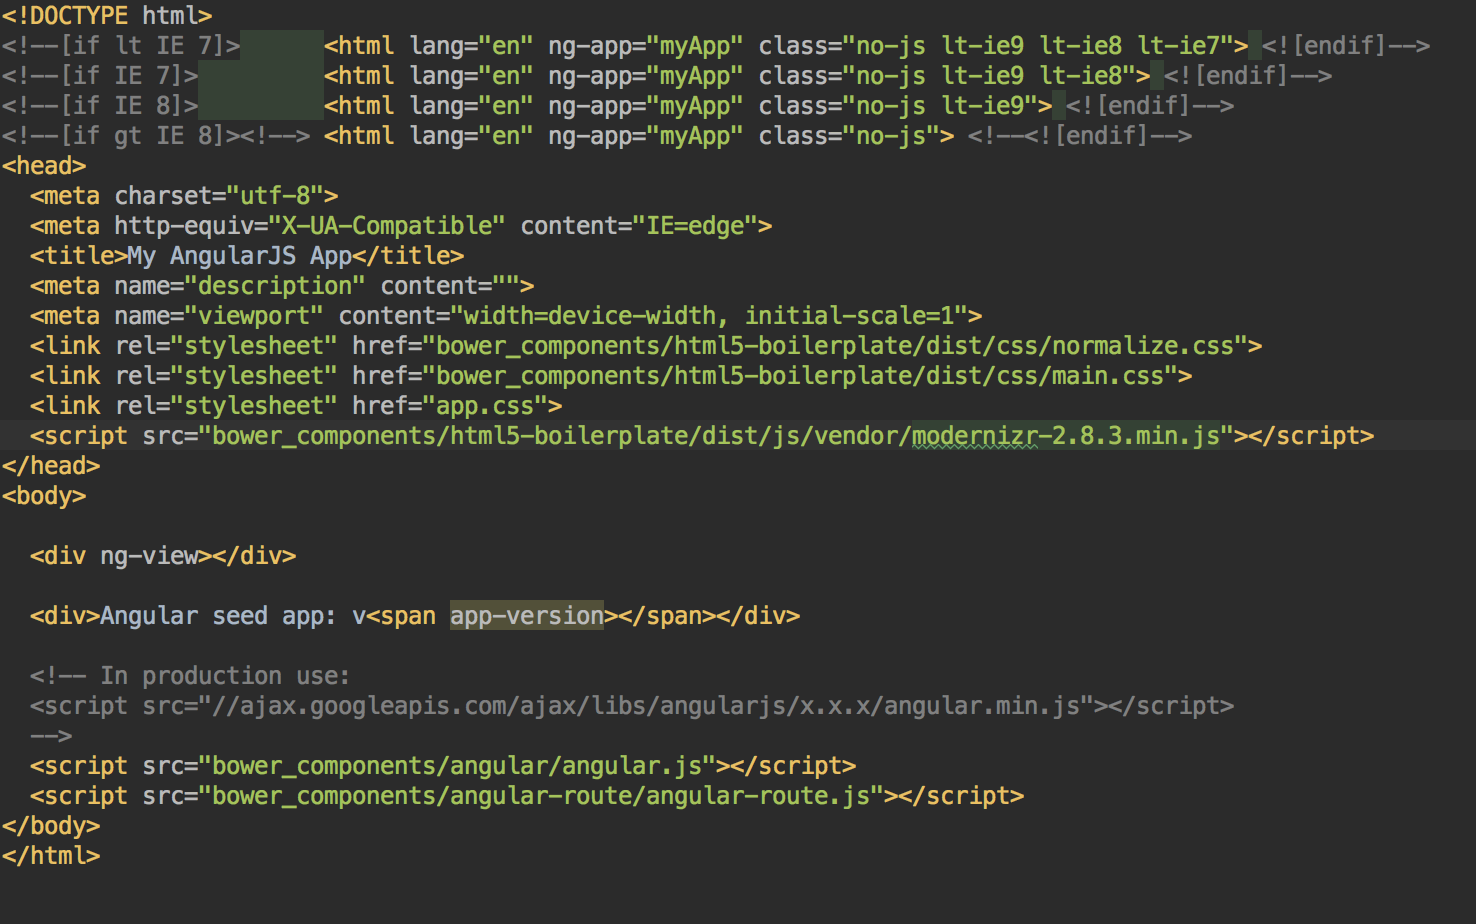 <!DOCTYPE html>
<!--[if lt IE 7]>      <html lang="en" ng-app="myApp" class="no-js lt-ie9 lt-ie8 lt-ie7"> <![endif]-->
<!--[if IE 7]>         <html lang="en" ng-app="myApp" class="no-js lt-ie9 lt-ie8"> <![endif]-->
<!--[if IE 8]>         <html lang="en" ng-app="myApp" class="no-js lt-ie9"> <![endif]-->
<!--[if gt IE 8]><!--> <html lang="en" ng-app="myApp" class="no-js"> <!--<![endif]-->
<head>
  <meta charset="utf-8">
  <meta http-equiv="X-UA-Compatible" content="IE=edge">
  <title>My AngularJS App</title>
  <meta name="description" content="">
  <meta name="viewport" content="width=device-width, initial-scale=1">
  <link rel="stylesheet" href="bower_components/html5-boilerplate/dist/css/normalize.css">
  <link rel="stylesheet" href="bower_components/html5-boilerplate/dist/css/main.css">
  <link rel="stylesheet" href="app.css">
  <script src="bower_components/html5-boilerplate/dist/js/vendor/modernizr-2.8.3.min.js"></script>
</head>
<body>

  <div ng-view></div>

  <div>Angular seed app: v<span app-version></span></div>

  <!-- In production use:
  <script src="//ajax.googleapis.com/ajax/libs/angularjs/x.x.x/angular.min.js"></script>
  -->
  <script src="bower_components/angular/angular.js"></script>
  <script src="bower_components/angular-route/angular-route.js"></script>
</body>
</html>